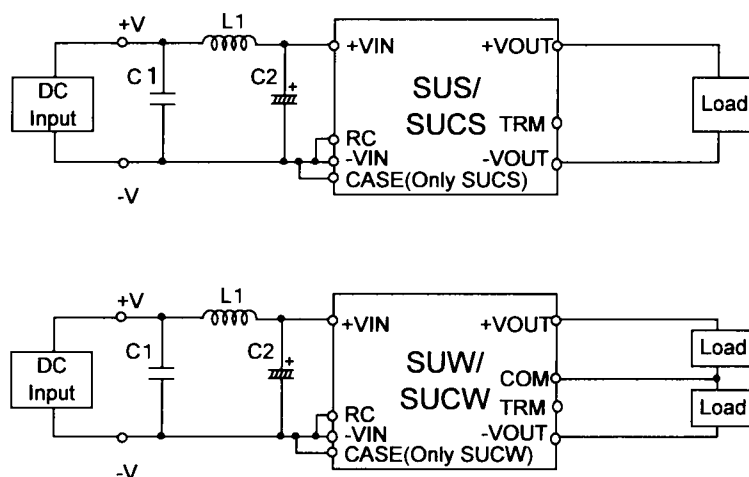 +V
L1
+VIN
+VOUT
C1
C2
+
DC
Input
SUS/
SUCS
TRM
Load
RC
-VIN
-VOUT
CASE(Only SUCS)
-V
+V
L1
+VIN
+VOUT
C1
C2
+
DC
Input
SUW/
SUCW
COM
TRM
Load
Load
RC
-VIN
-VOUT
CASE(Only SUCW)
-V